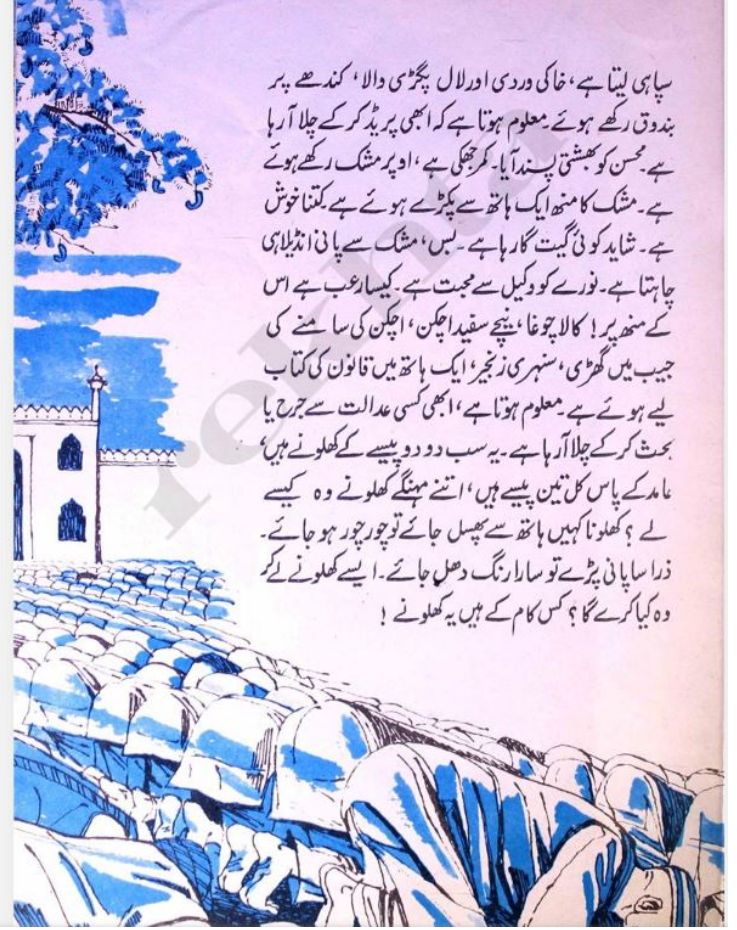 سپاہی لیتا ہے، خاکی وردی اور لال پگڑی والا، کندھے پر
بندوق رکھے ہوئے۔ معلوم ہوتا ہے کہ ابھی پریڈ کرکے چلا آ رہا
ہے۔ محسن کو بھشتی پسند آیا۔ کمر جھکی ہے، اوپر مشک رکھے ہوئے
ہے۔ مشک کا منھ ایک ہاتھ سے پکڑے ہوئے ہے۔ کتنا خوش
ہے۔ شاید کوئی گیت گا رہا ہے۔ بس، مشک سے پانی انڈیلا ہی
چاہتا ہے۔ نورے کو وکیل سے محبت ہے۔ کیسا رعب ہے اس
کے منھ پر! کالا چوغا، نیچے سفید اچکن، اچکن کی سامنے کی
جیب میں گھڑی، سنہری زنجیر، ایک ہاتھ میں قانون کی کتاب
لیے ہوئے ہے۔ معلوم ہوتا ہے، ابھی کسی عدالت سے جرح یا
بحث کرکے چلا آ رہا ہے۔ یہ سب دو دو پیسے کے کھلونے ہیں،
حامد کے پاس کل تین پیسے ہیں، اتنے مہنگے کھلونے وہ کیسے
لے؟ کھلونا کہیں ہاتھ سے پھسل جائے تو چور چور ہو جائے۔
ذرا سا پانی پڑے تو سارا رنگ دھل جائے۔ ایسے کھلونے لے کر
وہ کیا کرے گا؟ کس کام کے ہیں یہ کھلونے!
rekhta